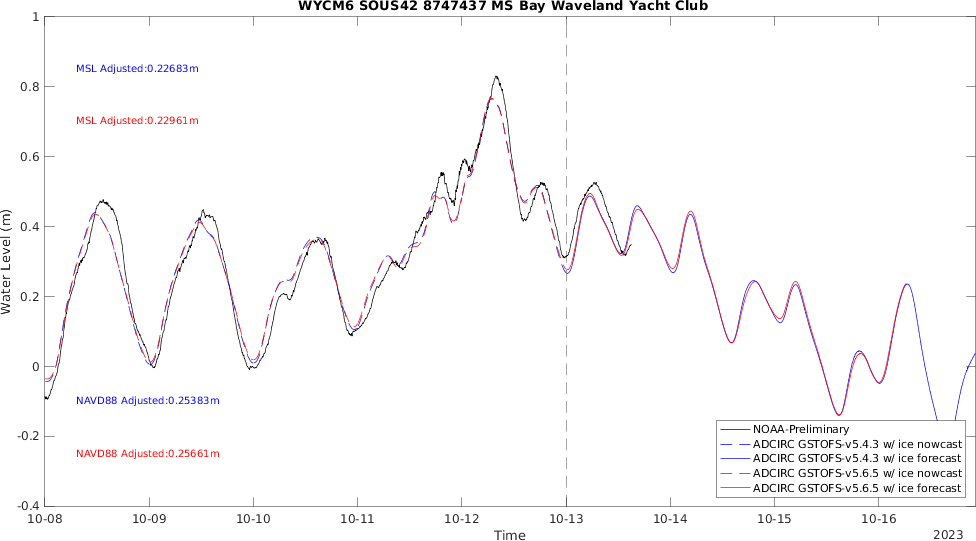 WYCM6 SOUS42 8747437 MS Bay Waveland Yacht Club
1
0.8
0.6
0.4
0.2
0
-0.2
-0.4
Water Level (m)
MSL Adjusted:0.22683m
MSL Adjusted:0.22961m
NAVD88 Adjusted:0.25383m
NAVD88 Adjusted:0.25661m
NOAA-Preliminary
ADCIRC GSTOFS-v5.4.3 w/ ice nowcast
ADCIRC GSTOFS-v5.4.3 w/ ice forecast
ADCIRC GSTOFS-v5.6.5 w/ ice nowcast
ADCIRC GSTOFS-v5.6.5 w/ ice forecast
10-08 10-09 10-10 10-11 10-12 10-13 10-14 10-15 10-16
Time
2023